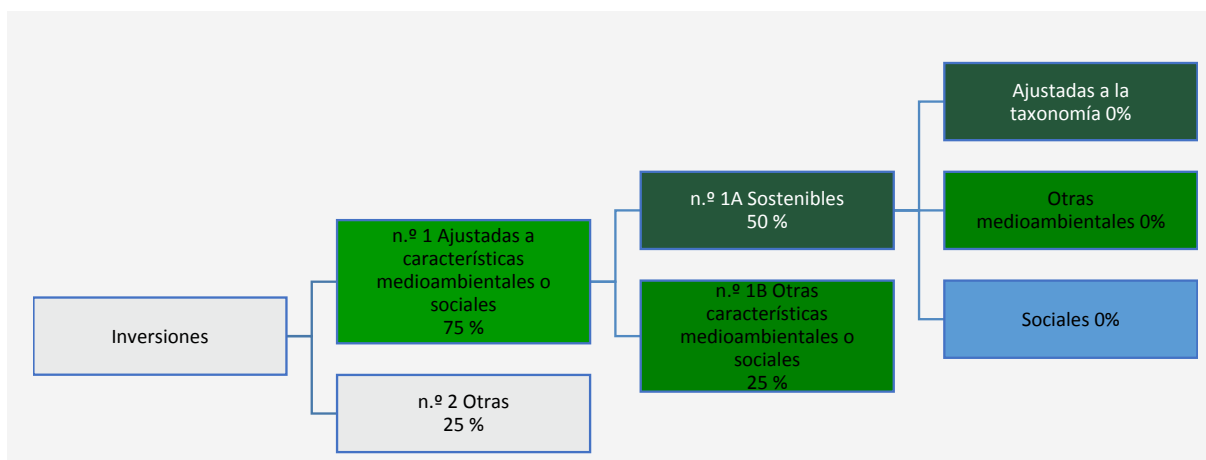 Inversiones
n.º 1 Ajustadas a
características
medioambientales o
sociales
75 %
n.º 2 Otras
25 %
n.º 1A Sostenibles
50 %
n.º 1B Otras
características
medioambientales o
sociales
25 %
Ajustadas a la
taxonomía 0%
Otras
medioambientales 0%
Sociales 0%